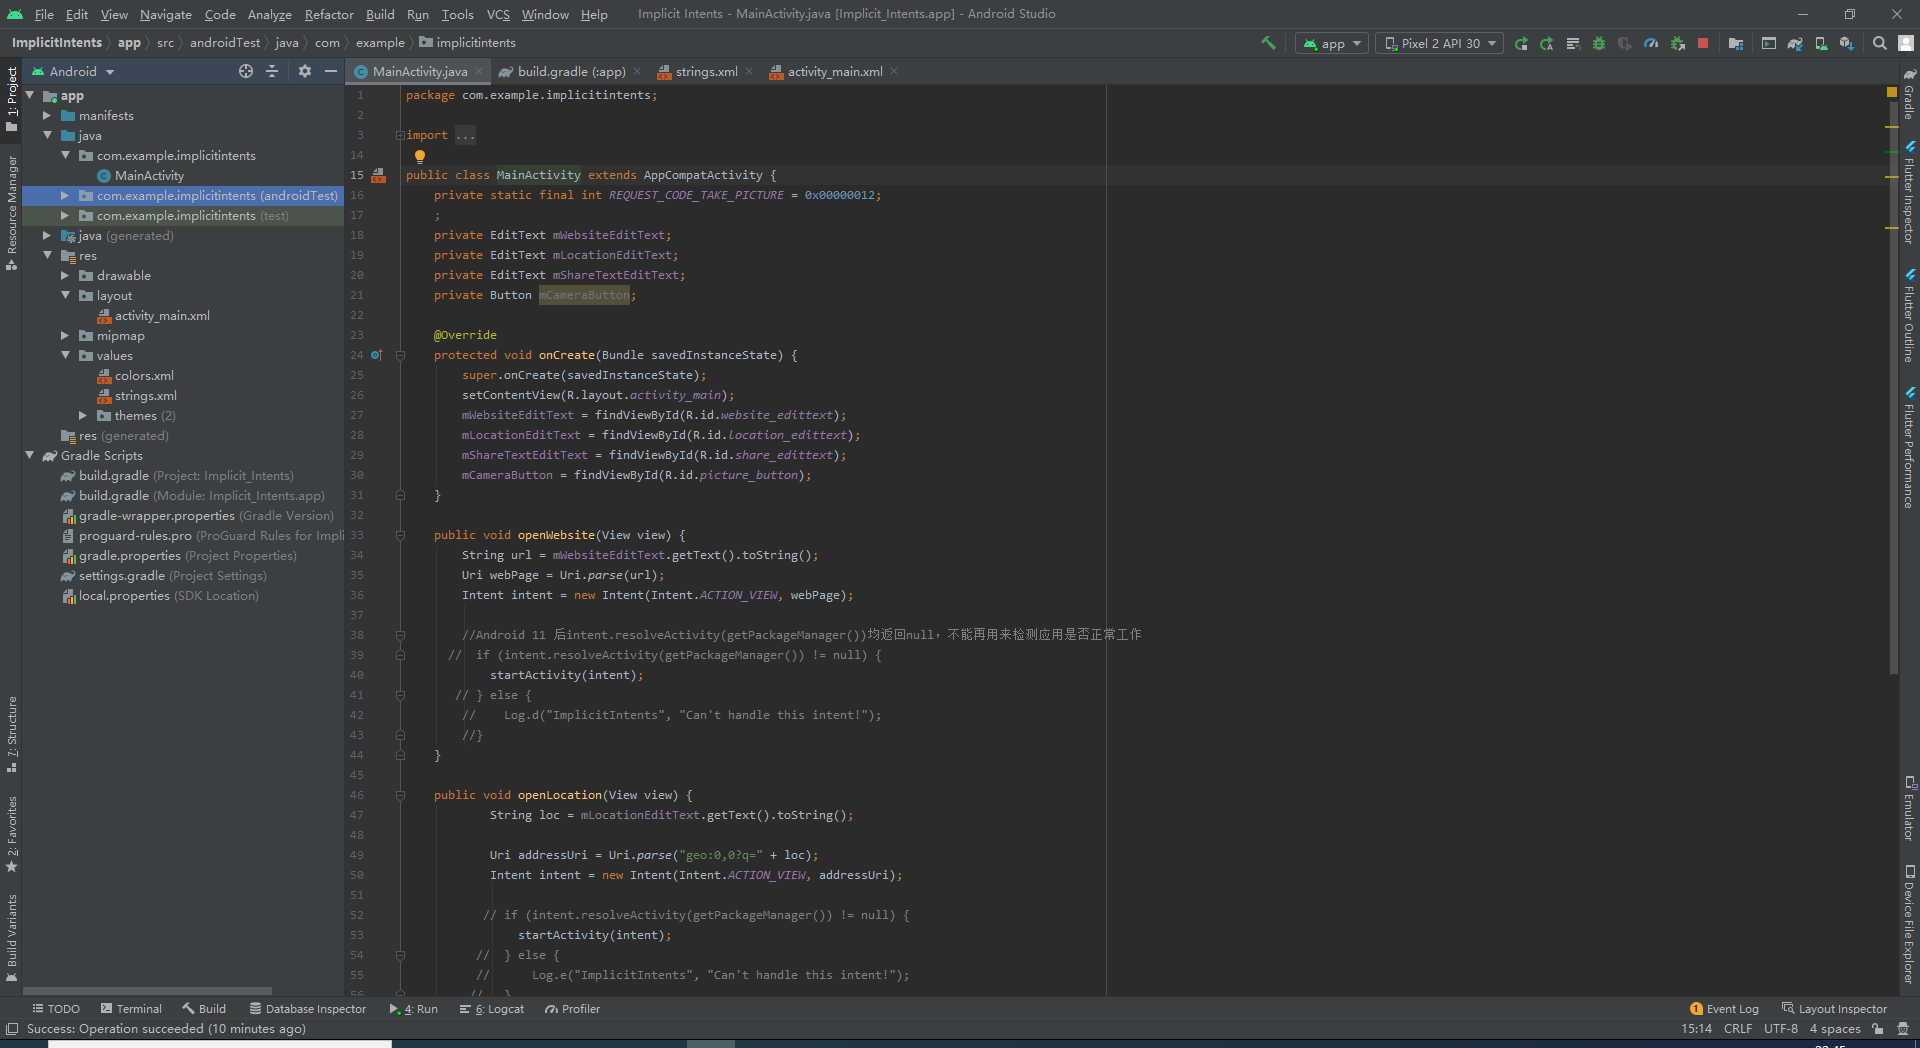 File Edit View Navigate Code Analyze Refactor Build Run Tools VCS Window Help Implicit Intents - MainActivity.java [Implicit_Intents.app] - Android Studio
ImplicitIntents app src androidTest java com example implicitintents app Pixel 2 API 30
Android MainActivity.java build.gradle (:app) strings.xml activity_main.xml
1: Project
Resource Manager
7: Structure
2: Favorites
Build Variants
app
manifests
java
com.example.implicitintents
MainActivity
com.example.implicitintents (androidTest)
com.example.implicitintents (test)
java (generated)
res
drawable
layout
activity_main.xml
mipmap
values
colors.xml
strings.xml
themes (2)
res (generated)
Gradle Scripts
build.gradle (Project: Implicit_Intents)
build.gradle (Module: Implicit_Intents.app)
gradle-wrapper.properties (Gradle Version)
proguard-rules.pro (ProGuard Rules for Impli
gradle.properties (Project Properties)
settings.gradle (Project Settings)
local.properties (SDK Location)
1 package com.example.implicitintents;
2
3 import ...
14
15 public class MainActivity extends AppCompatActivity {
16 private static final int REQUEST_CODE_TAKE_PICTURE = 0x00000012;
17 ;
18 private EditText mWebsiteEditText;
19 private EditText mLocationEditText;
20 private EditText mShareTextEditText;
21 private Button mCameraButton;
22
23 @Override
24 protected void onCreate(Bundle savedInstanceState) {
25 super.onCreate(savedInstanceState);
26 setContentView(R.layout.activity_main);
27 mWebsiteEditText = findViewById(R.id.website_edittext);
28 mLocationEditText = findViewById(R.id.location_edittext);
29 mShareTextEditText = findViewById(R.id.share_edittext);
30 mCameraButton = findViewById(R.id.picture_button);
31 }
32
33 public void openWebsite(View view) {
34 String url = mWebsiteEditText.getText().toString();
35 Uri webPage = Uri.parse(url);
36 Intent intent = new Intent(Intent.ACTION_VIEW, webPage);
37
38 //Android 11 后intent.resolveActivity(getPackageManager())均返回null，不能再用来检测应用是否正常工作
39 // if (intent.resolveActivity(getPackageManager()) != null) {
40 startActivity(intent);
41 // } else {
42 // Log.d("ImplicitIntents", "Can't handle this intent!");
43 //}
44 }
45
46 public void openLocation(View view) {
47 String loc = mLocationEditText.getText().toString();
48
49 Uri addressUri = Uri.parse("geo:0,0?q=" + loc);
50 Intent intent = new Intent(Intent.ACTION_VIEW, addressUri);
51
52 // if (intent.resolveActivity(getPackageManager()) != null) {
53 startActivity(intent);
54 // } else {
55 // Log.e("ImplicitIntents", "Can't handle this intent!");
56 // }
Gradle
Flutter Inspector
Flutter Outline
Flutter Performance
Emulator
Device File Explorer
TODO Terminal Build Database Inspector 4: Run 6: Logcat Profiler 1 Event Log Layout Inspector
Success: Operation succeeded (10 minutes ago) 15:14 CRLF UTF-8 4 spaces